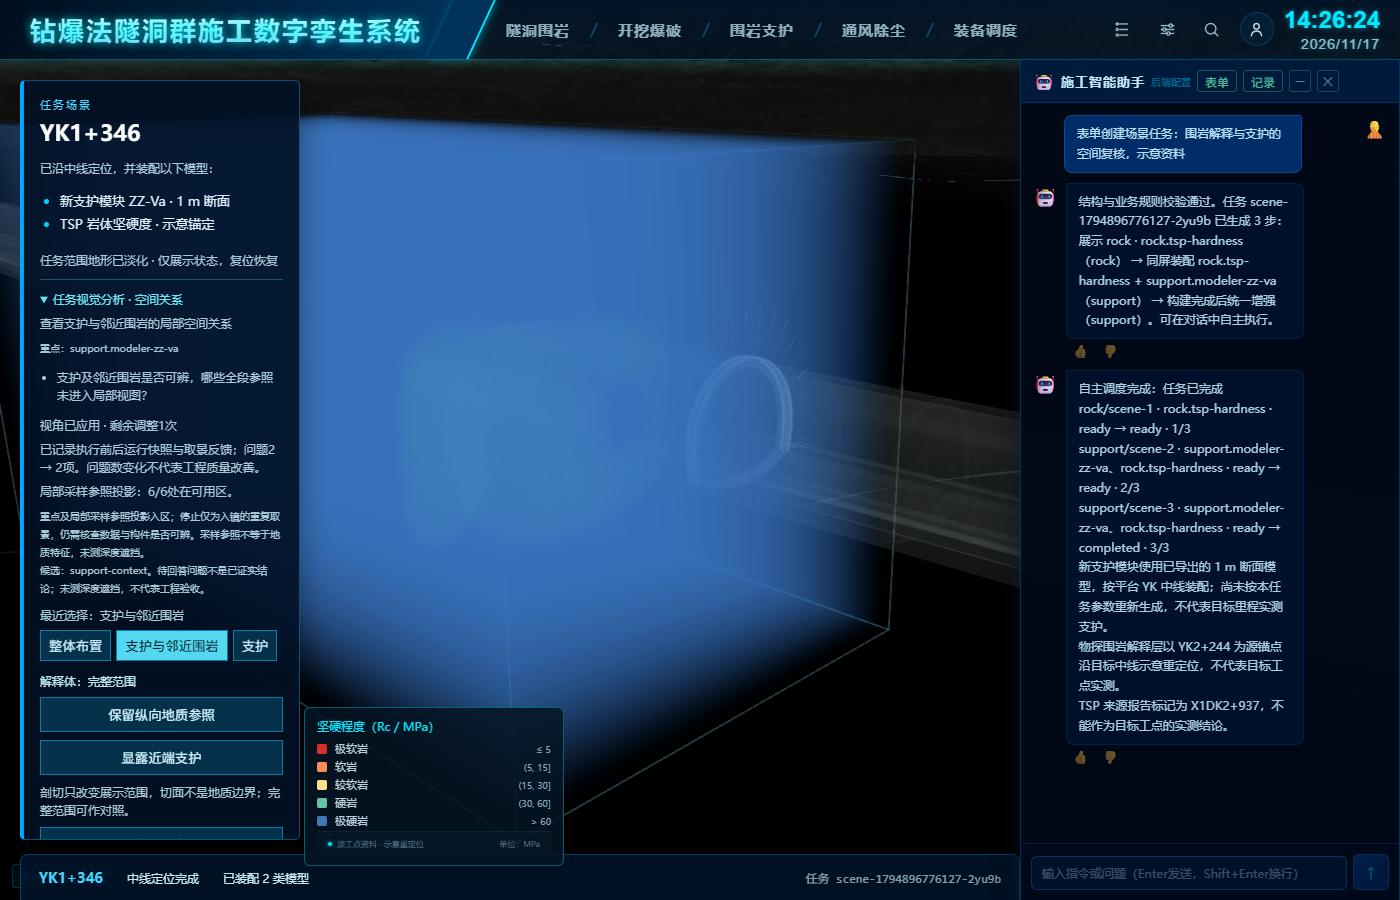 钻爆法隧洞群施工数字孪生系统
隧洞围岩 / 开挖爆破 / 围岩支护 / 通风除尘 / 装备调度
14:26:24
2026/11/17
任务场景
YK1+346
已沿中线定位，并装配以下模型：
• 新支护模块 ZZ-Va · 1 m 断面
• TSP 岩体坚硬度 · 示意锚定
任务范围地形已淡化 · 仅展示状态，复位恢复
▼ 任务视觉分析 · 空间关系
查看支护与邻近围岩的局部空间关系
重点：support.modeler-zz-va
• 支护及邻近围岩是否可辨，哪些全段参照
未进入局部视图？
视角已应用 · 剩余调整1次
已记录执行前后运行快照与取景反馈；问题2
→ 2项。问题数变化不代表工程质量改善。
局部采样参照投影：6/6处在可用区。
重点及局部采样参照投影入区；停止仅为入镜的重复取
景，仍需核查数据与构件是否可辨。采样参照不等于地
质特征，未测深度遮挡。
候选：support-context。待回答问题不是已证实结
论；未测深度遮挡，不代表工程验收。
最近选择：支护与邻近围岩
整体布置 支护与邻近围岩 支护
解释体：完整范围
保留纵向地质参照
显露近端支护
剖切只改变展示范围，切面不是地质边界；完
整范围可作对照。
坚硬程度（Rc / MPa）
极软岩 ≤ 5
软岩 (5, 15]
较软岩 (15, 30]
硬岩 (30, 60]
极硬岩 > 60
源工点资料 · 示意重定位 单位：MPa
YK1+346 中线定位完成 已装配 2 类模型
任务 scene-1794896776127-2yu9b
施工智能助手 后端配置 表单 记录
表单创建场景任务：围岩解释与支护的
空间复核，示意资料
结构与业务规则校验通过。任务 scene-
1794896776127-2yu9b 已生成 3 步：
展示 rock · rock.tsp-hardness
（rock） → 同屏装配 rock.tsp-
hardness + support.modeler-zz-va
（support） → 构建完成后统一增强
（support）。可在对话中自主执行。
自主调度完成：任务已完成
rock/scene-1 · rock.tsp-hardness ·
ready → ready · 1/3
support/scene-2 · support.modeler-
zz-va、rock.tsp-hardness · ready →
ready · 2/3
support/scene-3 · support.modeler-
zz-va、rock.tsp-hardness · ready →
completed · 3/3
新支护模块使用已导出的 1 m 断面模
型，按平台 YK 中线装配；尚未按本任
务参数重新生成，不代表目标里程实测
支护。
物探围岩解释层以 YK2+244 为源锚点
沿目标中线示意重定位，不代表目标工
点实测。
TSP 来源报告标记为 X1DK2+937，不
能作为目标工点的实测结论。
输入指令或问题（Enter发送，Shift+Enter换行）